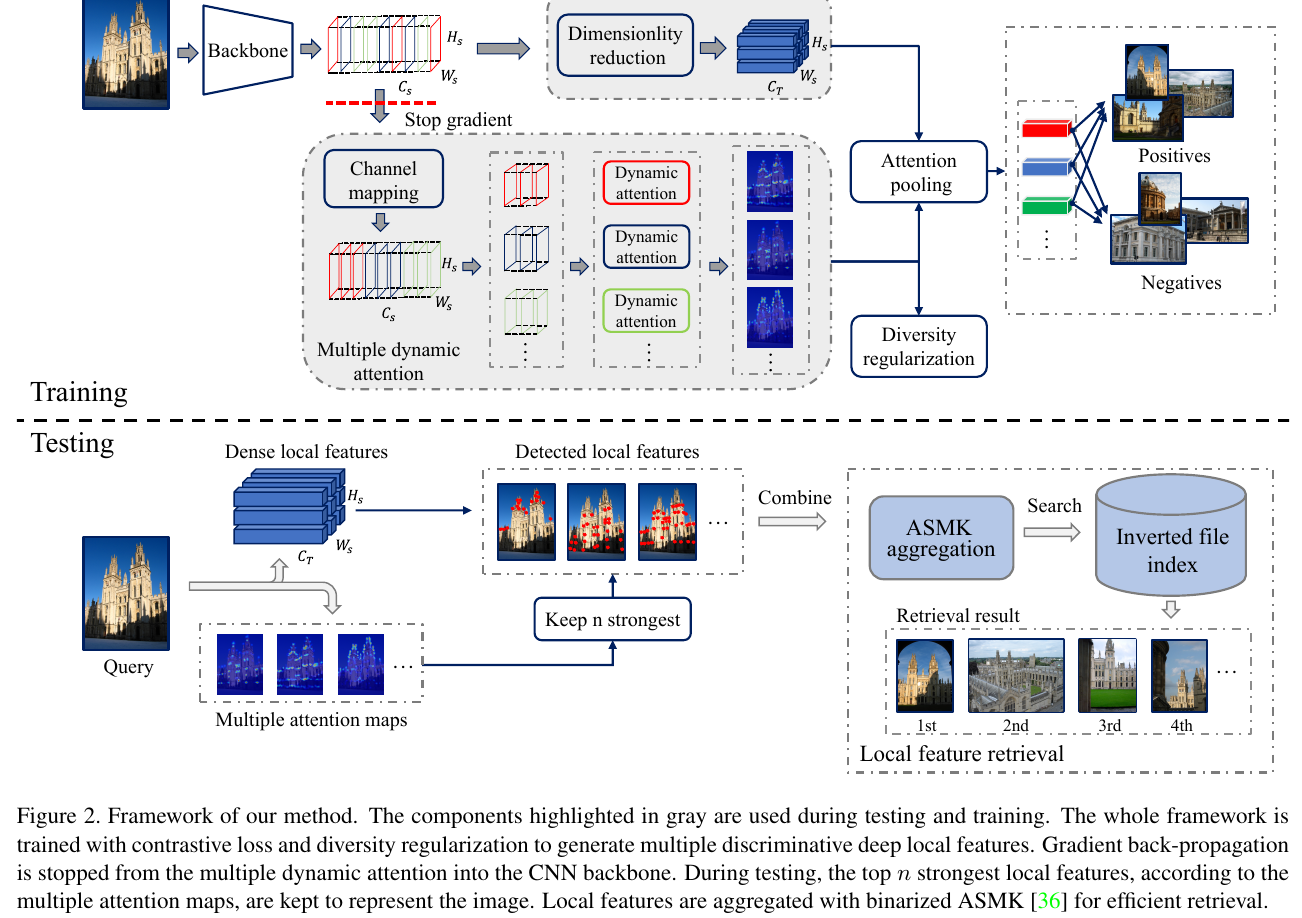 Backbone
H_s
W_s
C_s
Dimensionlity
reduction
H_s
W_s
C_T
Stop gradient
Channel
mapping
H_s
W_s
C_s
Multiple dynamic
attention
⋮
Dynamic
attention
Dynamic
attention
Dynamic
attention
⋮
⋮
Attention
pooling
Diversity
regularization
⋮
Positives
Negatives
Training
Testing
Dense local features
H_s
W_s
C_T
Query
Multiple attention maps
...
Detected local features
...
Keep n strongest
Combine
ASMK
aggregation
Search
Inverted file
index
Retrieval result
1st
2nd
3rd
4th
...
Local feature retrieval
Figure 2. Framework of our method. The components highlighted in gray are used during testing and training. The whole framework is
trained with contrastive loss and diversity regularization to generate multiple discriminative deep local features. Gradient back-propagation
is stopped from the multiple dynamic attention into the CNN backbone. During testing, the top n strongest local features, according to the
multiple attention maps, are kept to represent the image. Local features are aggregated with binarized ASMK [36] for efficient retrieval.